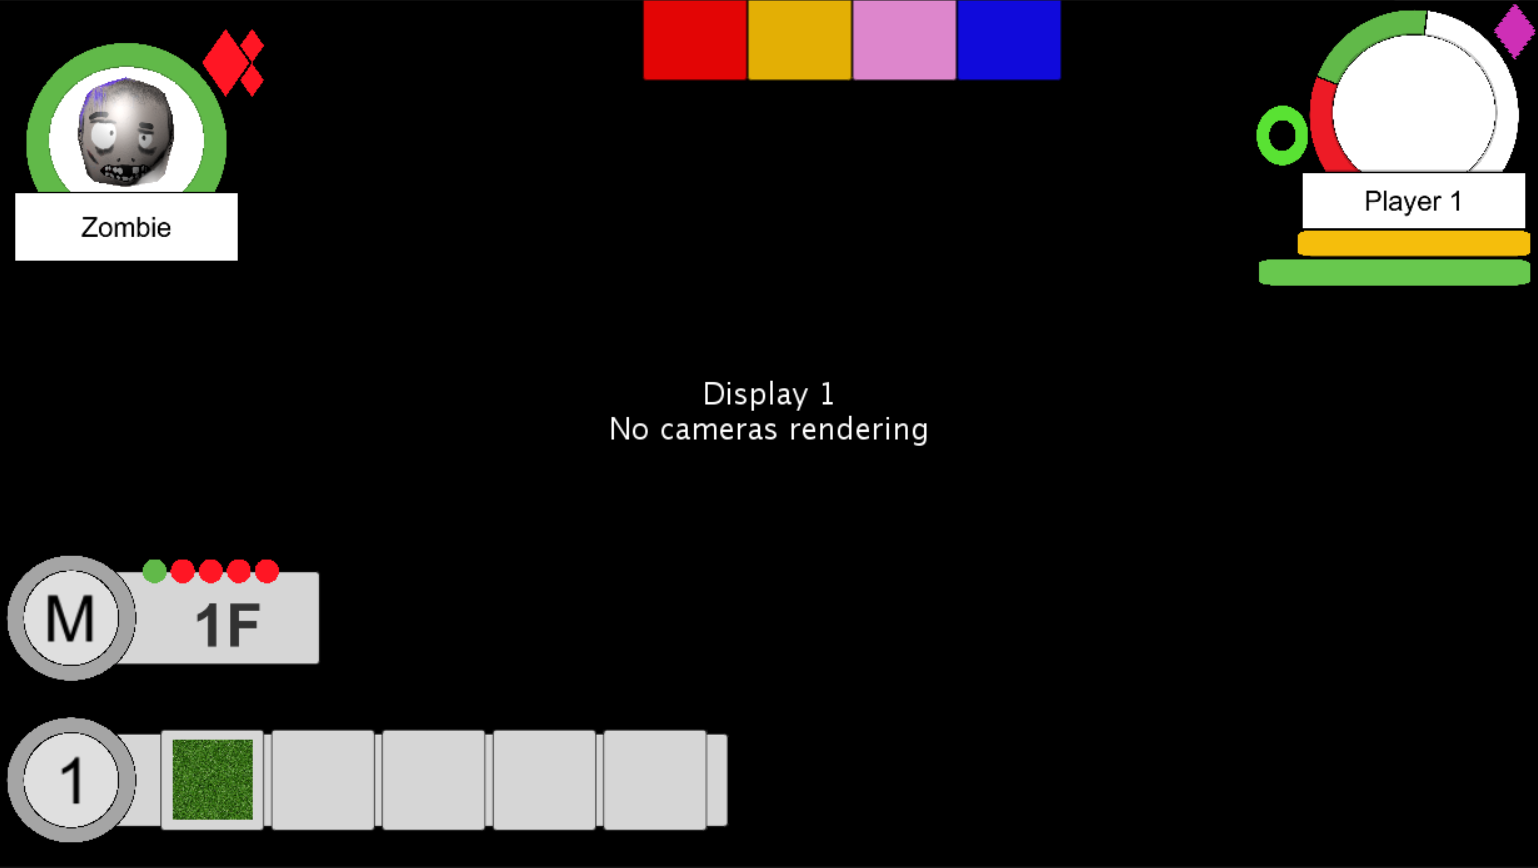 Zombie
Player 1
Display 1
No cameras rendering
M
1F
1